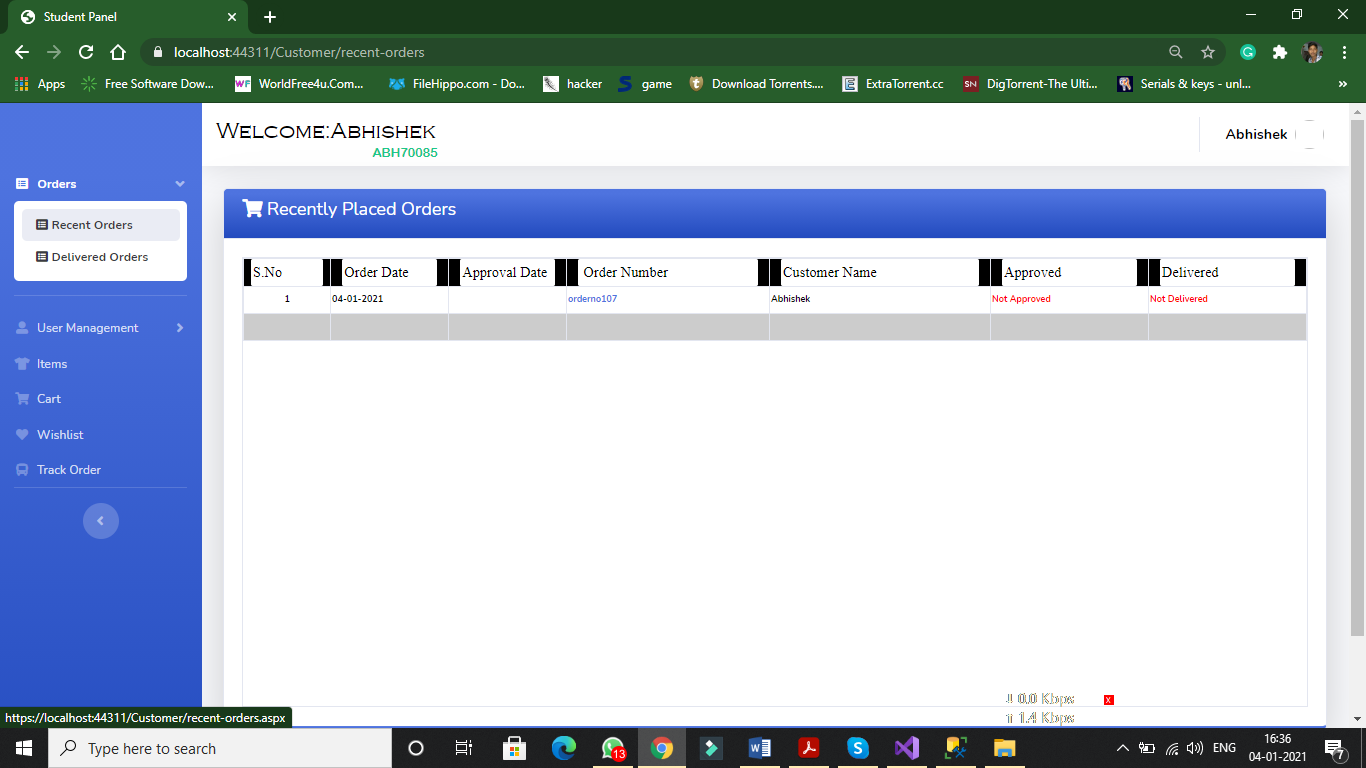 Student Panel
localhost:44311/Customer/recent-orders
Apps
Free Software Dow...
WF
WorldFree4u.Com...
FileHippo.com - Do...
hacker
game
Download Torrents....
E
ExtraTorrent.cc
SN
DigTorrent-The Ulti...
Serials & keys - unl...
»
Welcome:Abhishek
ABH70085
Abhishek
Orders
Recent Orders
Delivered Orders
User Management
Items
Cart
Wishlist
Track Order
Recently Placed Orders
S.No Order Date Approval Date Order Number Customer Name Approved Delivered
1 04-01-2021 orderno107 Abhishek Not Approved Not Delivered
0.0 Kbps
X
1.4 Kbps
https://localhost:44311/Customer/recent-orders.aspx
Type here to search
13
ENG
16:36
04-01-2021
7